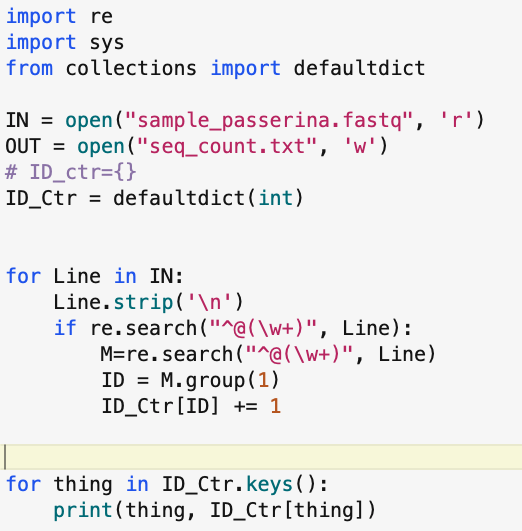 import re
import sys
from collections import defaultdict
IN = open("sample_passerina.fastq", 'r')
OUT = open("seq_count.txt", 'w')
# ID_ctr={}
ID_Ctr = defaultdict(int)
for Line in IN:
    Line.strip('\n')
    if re.search("^@(\w+)", Line):
        M=re.search("^@(\w+)", Line)
        ID = M.group(1)
        ID_Ctr[ID] += 1
for thing in ID_Ctr.keys():
    print(thing, ID_Ctr[thing])